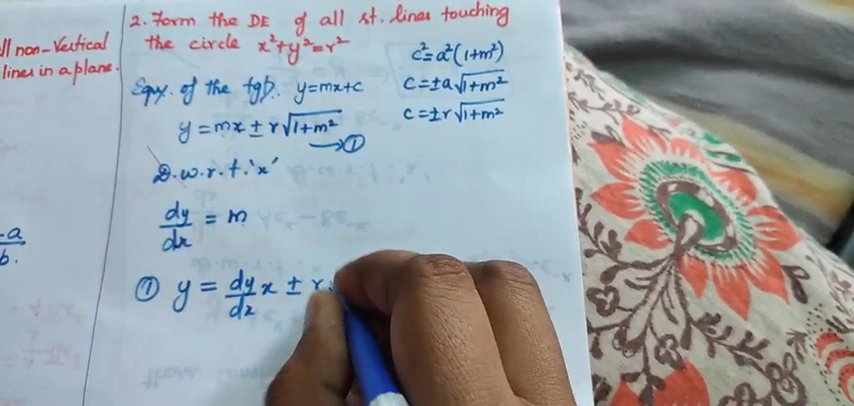 ll non-Vertical
lines in a plane.
-a
b.
2. Form the DE of all st. lines touching
the circle x²+y²=r²
Eqn. of the tgt. y=mx+c
y = mx ± r√1+m²
→①
D.w.r.t. 'x'
dy/dx = m
① y = dy/dx x ± r
c²=a²(1+m²)
c=±a√1+m²
c=±r√1+m²